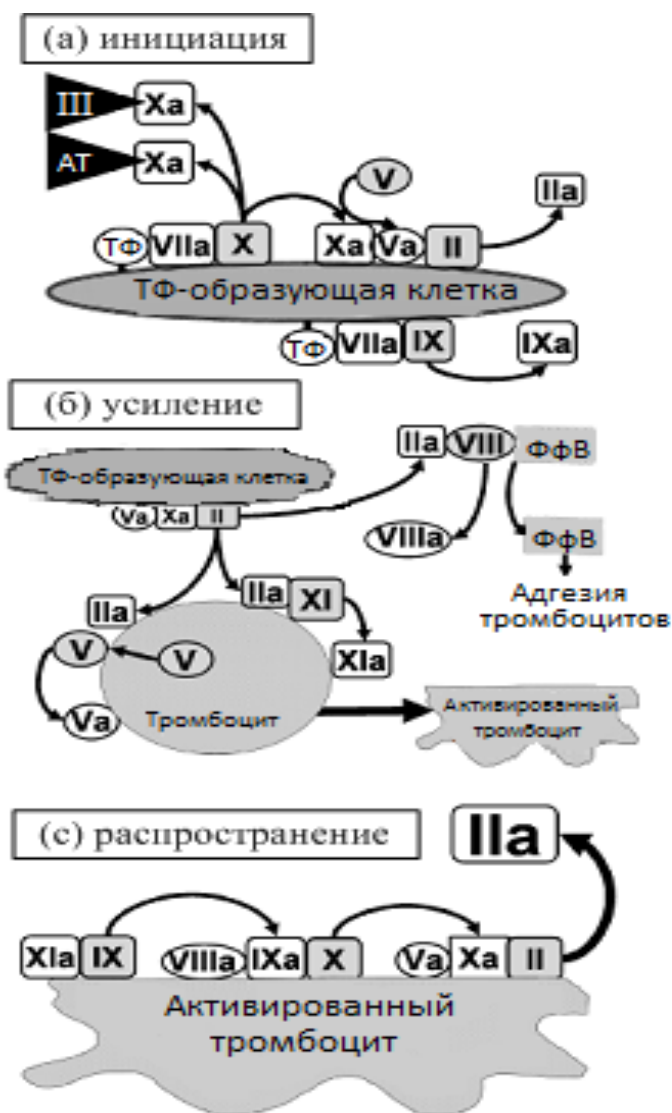 (а) инициация
III Xa
АТ Xa
V
IIa
ТФ VIIa X Xa Va II
ТФ-образующая клетка
ТФ VIIa IX IXa
(б) усиление
IIa VIII ФфВ
ТФ-образующая клетка
Va Xa II
VIIIa ФфВ
IIa XI
IIa
Адгезия
тромбоцитов
V V
XIa
Va
Тромбоцит
Активированный
тромбоцит
(с) распространение
IIa
XIa IX VIIIa IXa X Va Xa II
Активированный
тромбоцит